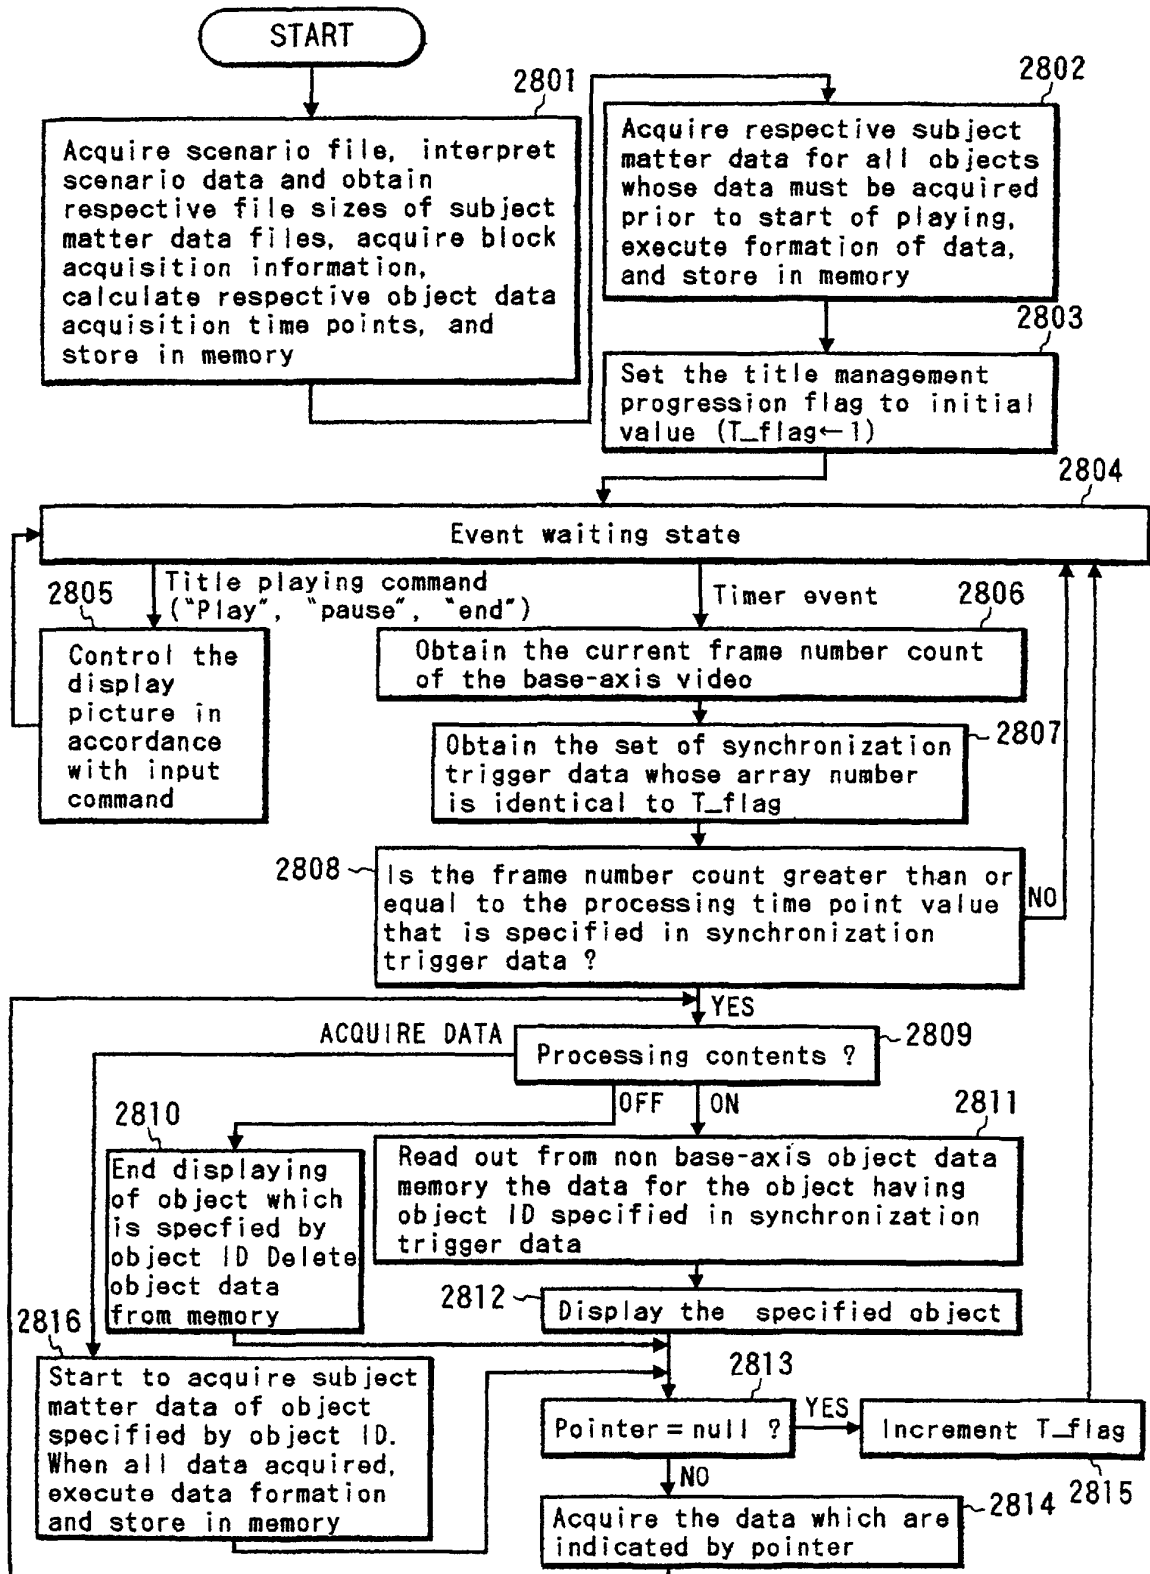 START
2801
Acquire scenario file, interpret
scenario data and obtain
respective file sizes of subject
matter data files, acquire block
acquisition information,
calculate respective object data
acquisition time points, and
store in memory
2802
Acquire respective subject
matter data for all objects
whose data must be acquired
prior to start of playing,
execute formation of data,
and store in memory
2803
Set the title management
progression flag to initial
value (T_flag←1)
2804
Event waiting state
2805
Title playing command
("Play", "pause", "end")
Control the
display
picture in
accordance
with input
command
Timer event
2806
Obtain the current frame number count
of the base-axis video
2807
Obtain the set of synchronization
trigger data whose array number
is identical to T_flag
2808
Is the frame number count greater than or
equal to the processing time point value
that is specified in synchronization
trigger data ?
NO
YES
ACQUIRE DATA
Processing contents ?
2809
OFF
ON
2810
End displaying
of object which
is specfied by
object ID Delete
object data
from memory
2811
Read out from non base-axis object data
memory the data for the object having
object ID specified in synchronization
trigger data
2812
Display the specified object
2816
Start to acquire subject
matter data of object
specified by object ID.
When all data acquired,
execute data formation
and store in memory
2813
Pointer = null ?
YES
Increment T_flag
2815
NO
2814
Acquire the data which are
indicated by pointer